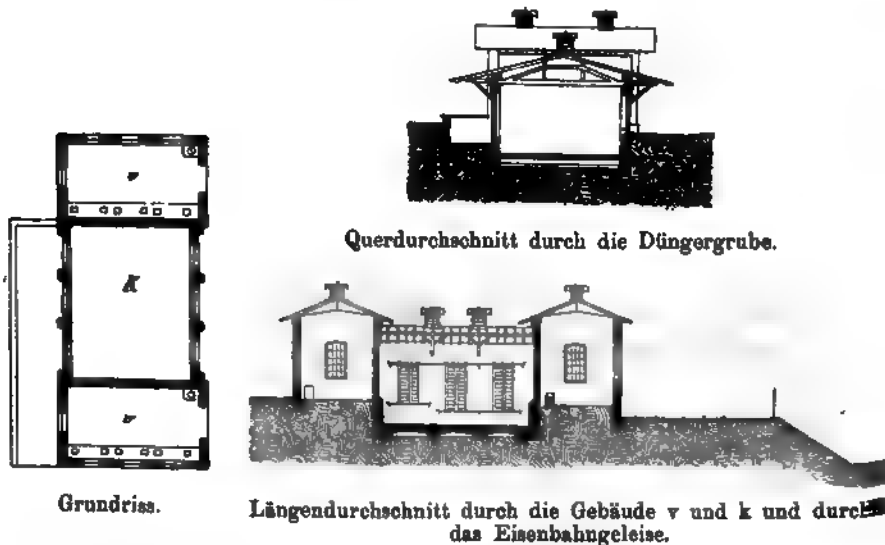 Querdurchschnitt durch die Düngergrube.
v
K
v
Grundriss.
Längendurchschnitt durch die Gebäude v und k und durch
das Eisenbahngeleise.